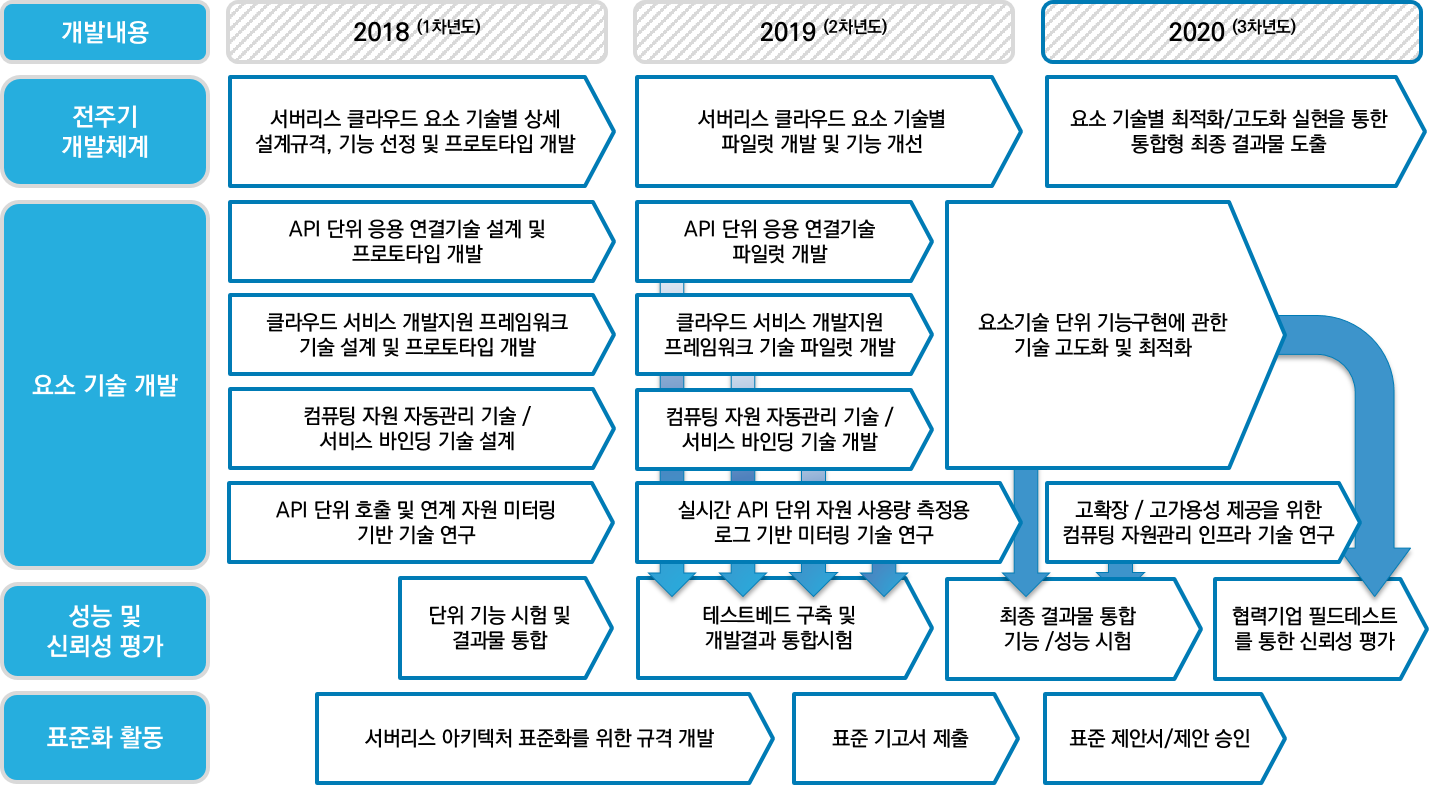 개발내용
2018 (1차년도)
2019 (2차년도)
2020 (3차년도)
전주기
개발체계
서버리스 클라우드 요소 기술별 상세
설계규격, 기능 선정 및 프로토타입 개발
서버리스 클라우드 요소 기술별
파일럿 개발 및 기능 개선
요소 기술별 최적화/고도화 실현을 통한
통합형 최종 결과물 도출
요소 기술 개발
API 단위 응용 연결기술 설계 및
프로토타입 개발
API 단위 응용 연결기술
파일럿 개발
클라우드 서비스 개발지원 프레임워크
기술 설계 및 프로토타입 개발
클라우드 서비스 개발지원
프레임워크 기술 파일럿 개발
요소기술 단위 기능구현에 관한
기술 고도화 및 최적화
컴퓨팅 자원 자동관리 기술 /
서비스 바인딩 기술 설계
컴퓨팅 자원 자동관리 기술 /
서비스 바인딩 기술 개발
API 단위 호출 및 연계 자원 미터링
기반 기술 연구
실시간 API 단위 자원 사용량 측정용
로그 기반 미터링 기술 연구
고확장 / 고가용성 제공을 위한
컴퓨팅 자원관리 인프라 기술 연구
성능 및
신뢰성 평가
단위 기능 시험 및
결과물 통합
테스트베드 구축 및
개발결과 통합시험
최종 결과물 통합
기능 /성능 시험
협력기업 필드테스트
를 통한 신뢰성 평가
표준화 활동
서버리스 아키텍처 표준화를 위한 규격 개발
표준 기고서 제출
표준 제안서/제안 승인